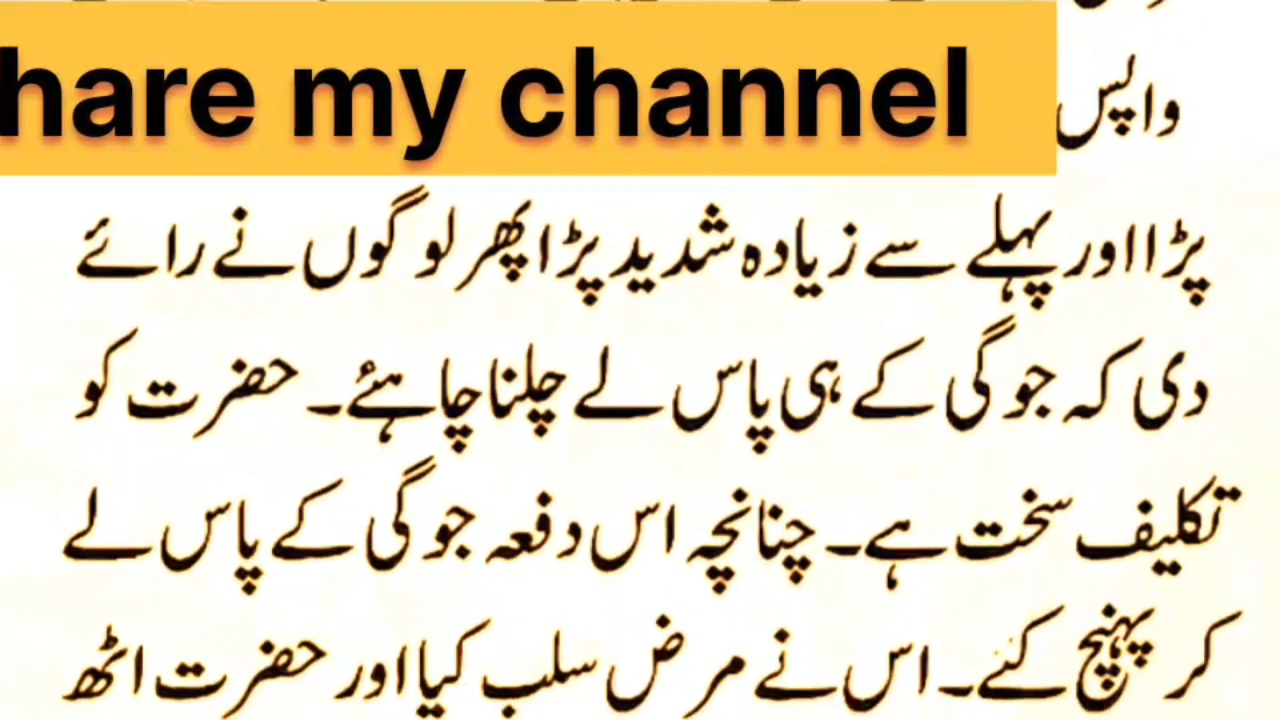 hare my channel
واپس
پڑا اور پہلے سے زیادہ شدید پڑا پھر لوگوں نے رائے
دی کہ جوگی کے ہی پاس لے چلنا چاہئے۔ حضرت کو
تکلیف سخت ہے۔ چنانچہ اس دفعہ جوگی کے پاس لے
کر پہنچ گئے۔ اس نے مرض سلب کیا اور حضرت اٹھ